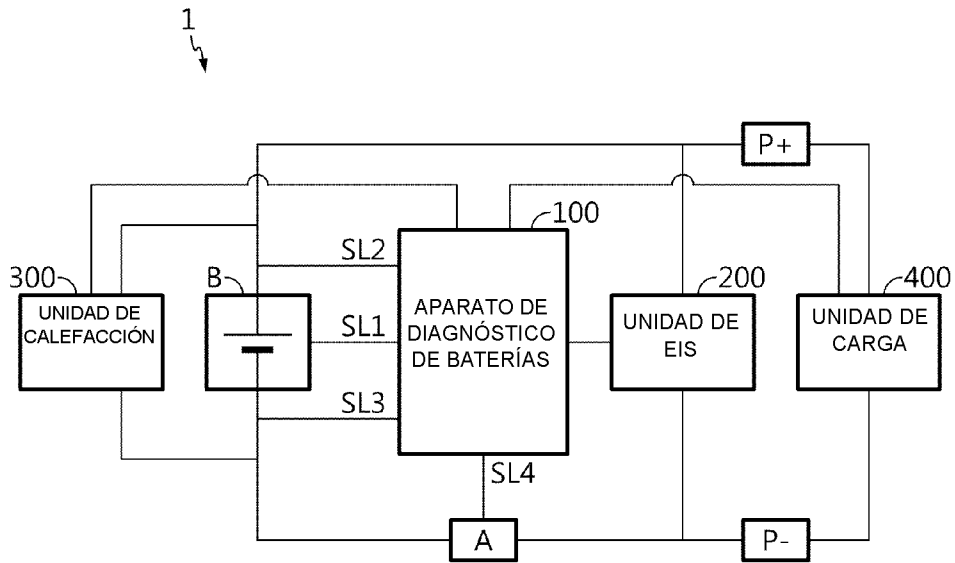 1
P+
100
SL2
300
B
200
400
UNIDAD DE
CALEFACCIÓN
SL1
APARATO DE
DIAGNÓSTICO
DE BATERÍAS
UNIDAD DE
EIS
UNIDAD DE
CARGA
SL3
SL4
A
P-